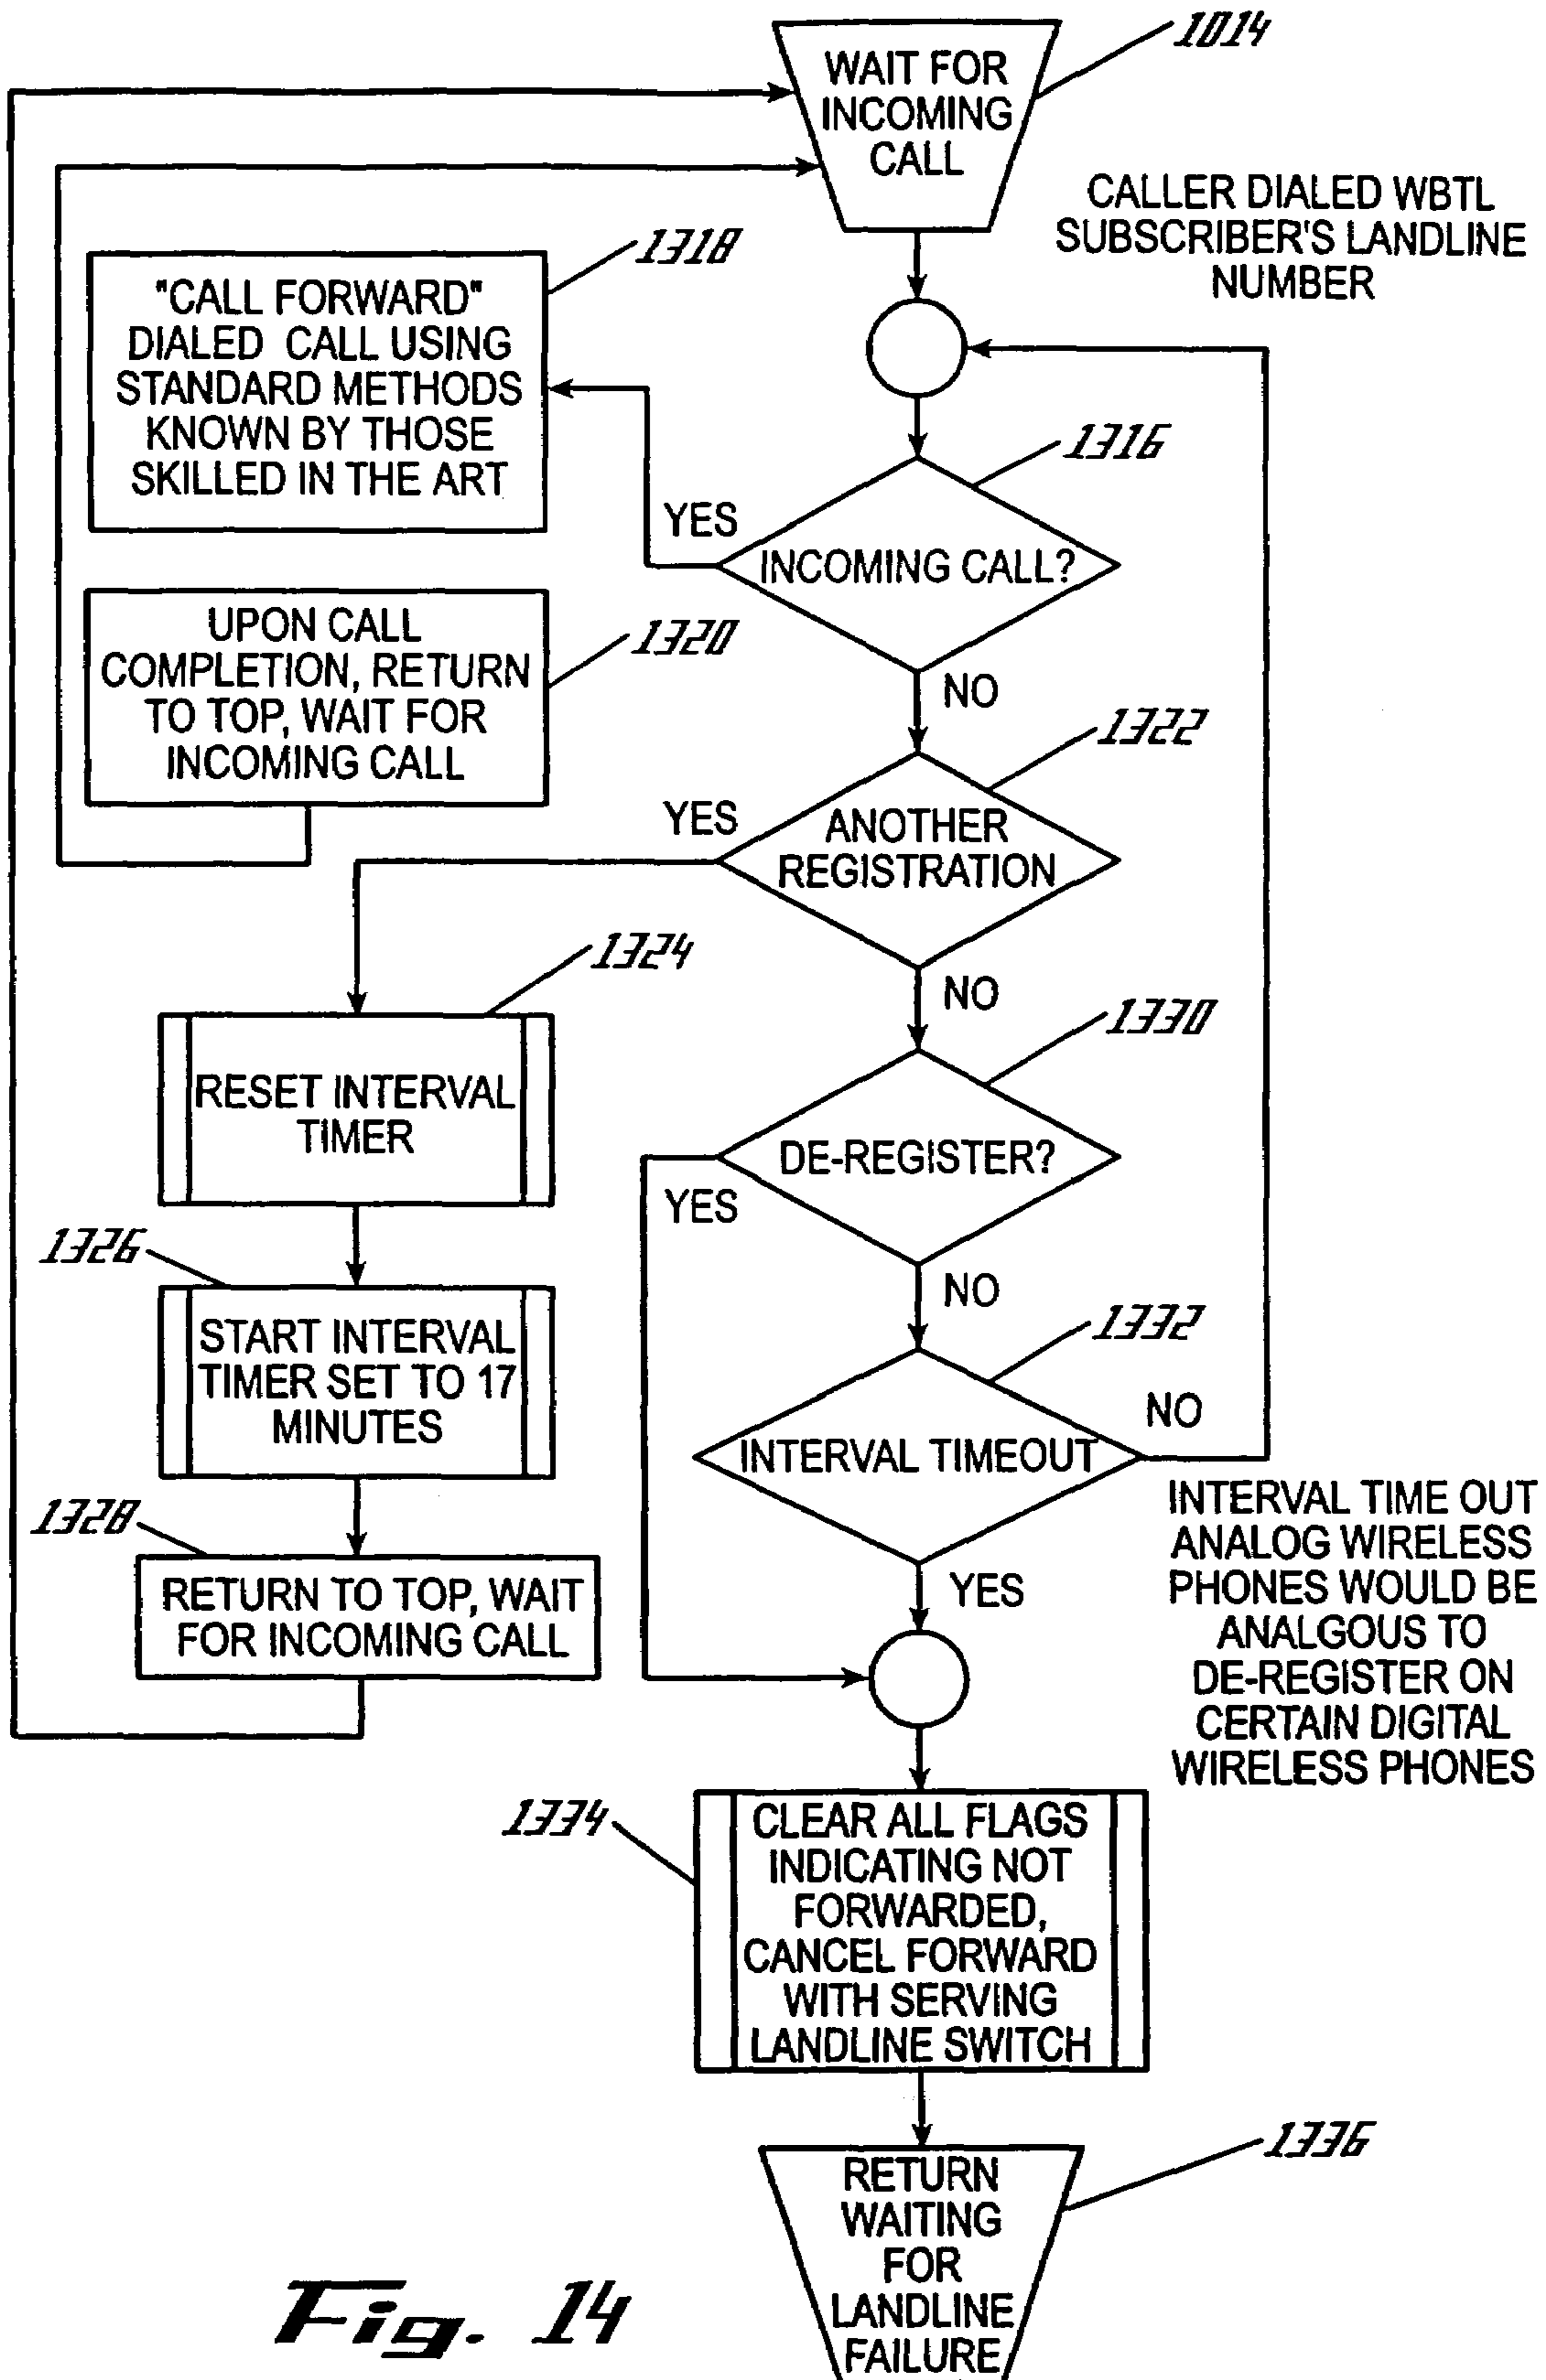 1014
WAIT FOR
INCOMING
CALL
CALLER DIALED WBTL
SUBSCRIBER'S LANDLINE
NUMBER
1318
"CALL FORWARD"
DIALED CALL USING
STANDARD METHODS
KNOWN BY THOSE
SKILLED IN THE ART
1316
YES
INCOMING CALL?
NO
1320
UPON CALL
COMPLETION, RETURN
TO TOP, WAIT FOR
INCOMING CALL
1322
YES
ANOTHER
REGISTRATION
NO
1324
RESET INTERVAL
TIMER
1330
DE-REGISTER?
YES
NO
1326
START INTERVAL
TIMER SET TO 17
MINUTES
1332
NO
INTERVAL TIMEOUT
YES
1328
RETURN TO TOP, WAIT
FOR INCOMING CALL
INTERVAL TIME OUT
ANALOG WIRELESS
PHONES WOULD BE
ANALGOUS TO
DE-REGISTER ON
CERTAIN DIGITAL
WIRELESS PHONES
1334
CLEAR ALL FLAGS
INDICATING NOT
FORWARDED,
CANCEL FORWARD
WITH SERVING
LANDLINE SWITCH
1336
RETURN
WAITING
FOR
LANDLINE
FAILURE
Fig. 14